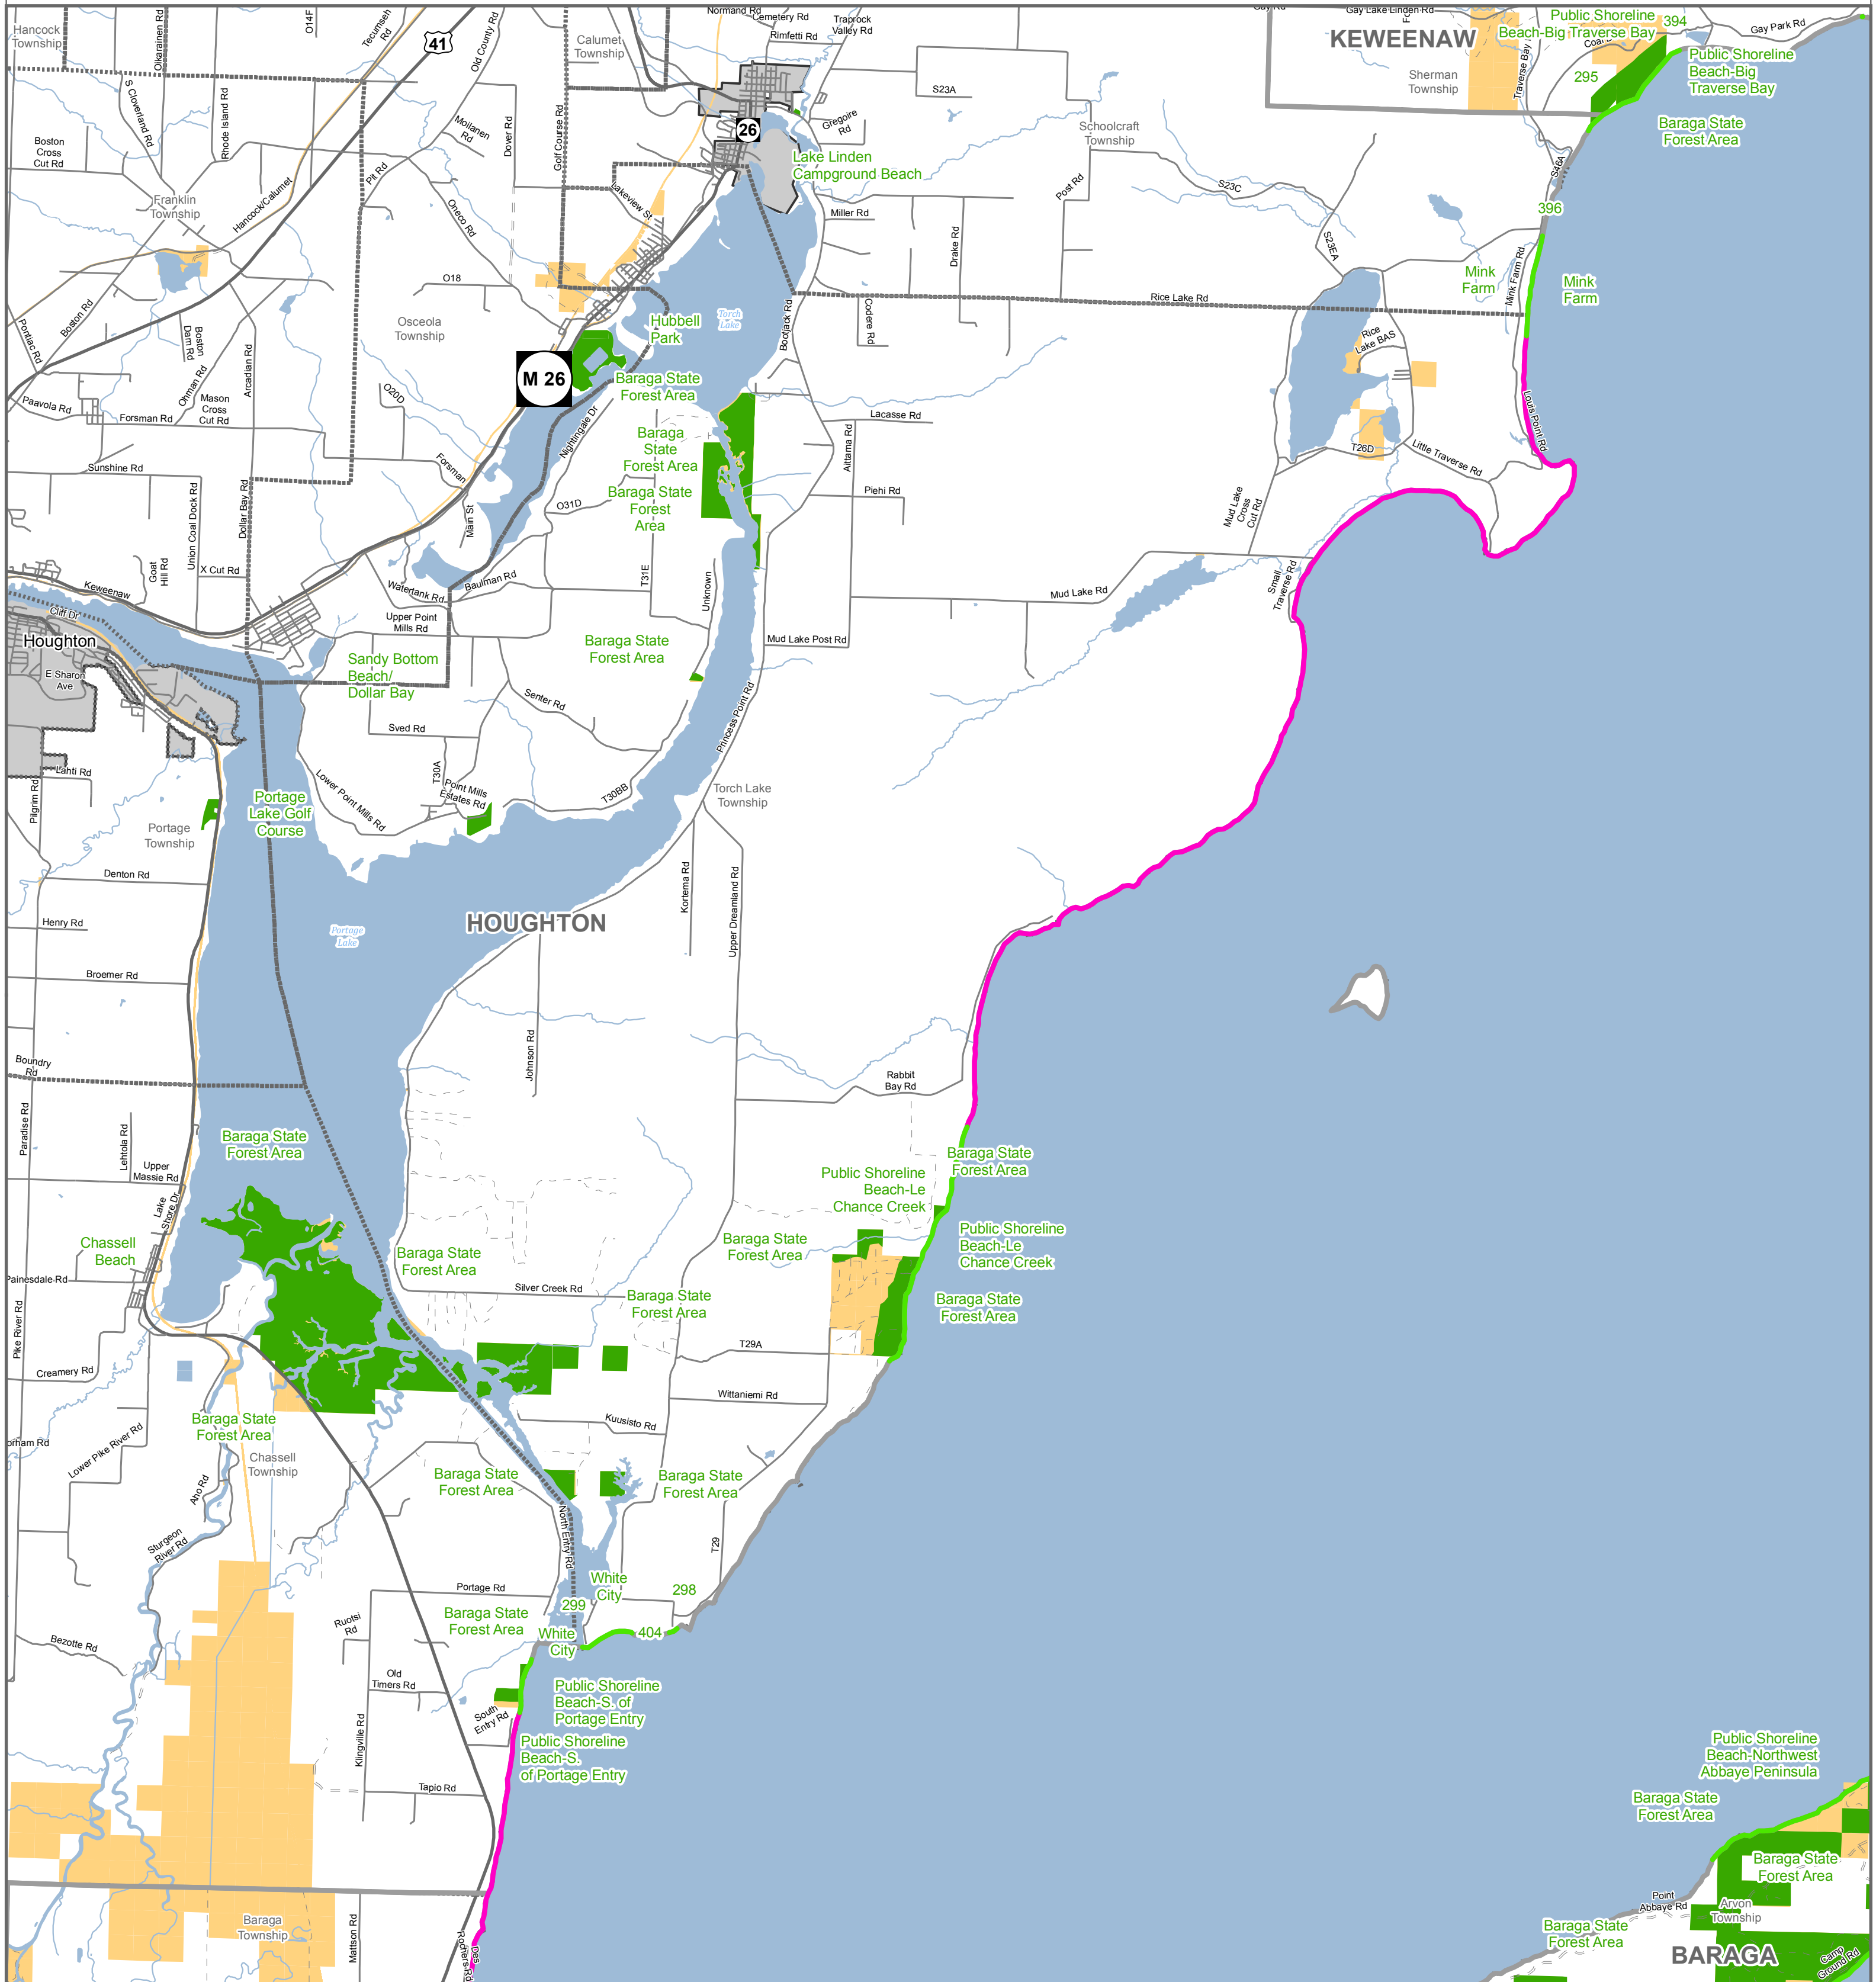 Hancock
Township
Oikarainen Rd
O14F
Tecumseh
Rd
41
Old County Rd
Calumet
Township
Normand Rd
Cemetery Rd
Rimfetti Rd
Traprock
Valley Rd
Gay Lake Linden Rd
KEWEENAW
Public Shoreline
Beach-Big Traverse Bay
394
Gay Park Rd
Public Shoreline
Beach-Big
Traverse Bay
Sherman
Township
295
Baraga State
Forest Area
S Cloverland Rd
Rhode Island Rd
Boston
Cross
Cut Rd
Moilanen
Rd
Dover Rd
Golf Course Rd
26
Gregoire
Rd
S23A
Schoolcraft
Township
Lake Linden
Campground Beach
S46A
396
Pit Rd
Franklin
Township
Hancock/Calumet
Oneco Rd
Lakeview St
Miller Rd
Drake Rd
Post Rd
S23C
S23EA
Mink
Farm
Mink Farm Rd
Mink
Farm
O18
Rice Lake Rd
Boston Rd
Pontiac Rd
Boston
Dam Rd
Osceola
Township
Hubbell
Park
Torch
Lake
Bootjack Rd
Codere Rd
Rice
Lake BAS
Arcadian Rd
Ohman Rd
Mason
Cross
Cut Rd
O20D
M 26
Baraga State
Forest Area
Paavola Rd
Forsman Rd
Nightingale Dr
Lacasse Rd
Louis Point Rd
Baraga
State
Forest Area
Aittama Rd
T26D
Little Traverse Rd
Sunshine Rd
Forsman
Baraga State
Forest
Area
Piehi Rd
Union Coal Dock Rd
Dollar Bay Rd
Main St
O31D
Mud Lake
Cross
Cut Rd
Goat
Hill Rd
X Cut Rd
Keweenaw
Cliff Dr
Watertank Rd
Baulman Rd
T31E
Unknown
Mud Lake Rd
Small
Traverse Rd
Houghton
Upper Point
Mills Rd
Baraga State
Forest Area
Mud Lake Post Rd
E Sharon
Ave
Sandy Bottom
Beach/
Dollar Bay
Senter Rd
Princess Point Rd
Sved Rd
Lahti Rd
Pilgrim Rd
Lower Point Mills Rd
T30A
Point Mills
Estates Rd
T30BB
Torch Lake
Township
Portage
Lake Golf
Course
Portage
Township
Denton Rd
Kortema Rd
Upper Dreamland Rd
Henry Rd
Portage
Lake
HOUGHTON
Broemer Rd
Johnson Rd
Boundry
Rd
Rabbit
Bay Rd
Paradise Rd
Lehtola Rd
Baraga State
Forest Area
Upper
Massie Rd
Baraga State
Forest Area
Public Shoreline
Beach-Le
Chance Creek
Lake
Shore Dr
Chassell
Beach
Baraga State
Forest Area
Baraga State
Forest Area
Public Shoreline
Beach-Le
Chance Creek
Painesdale Rd
Silver Creek Rd
Baraga State
Forest Area
Baraga State
Forest Area
Pike River Rd
T29A
Creamery Rd
Wittaniemi Rd
Baraga State
Forest Area
Kuusisto Rd
Lower Pike River Rd
Chassell
Township
Aho Rd
Baraga State
Forest Area
Baraga State
Forest Area
Sturgeon
River Rd
North Entry Rd
T29
Portage Rd
White
City
298
299
Ruotsi
Rd
Baraga State
Forest Area
White
City
404
Bezotte Rd
Old
Timers Rd
South
Entry Rd
Public Shoreline
Beach-S. of
Portage Entry
Klingville Rd
Public Shoreline
Beach-S.
of Portage Entry
Public Shoreline
Beach-Northwest
Abbaye Peninsula
Tapio Rd
Baraga State
Forest Area
Baraga State
Forest Area
Point
Abbaye Rd
Arvon
Township
Baraga
Township
Mattson Rd
Des
Rochers Rd
Baraga State
Forest Area
BARAGA
Camp
Ground Rd